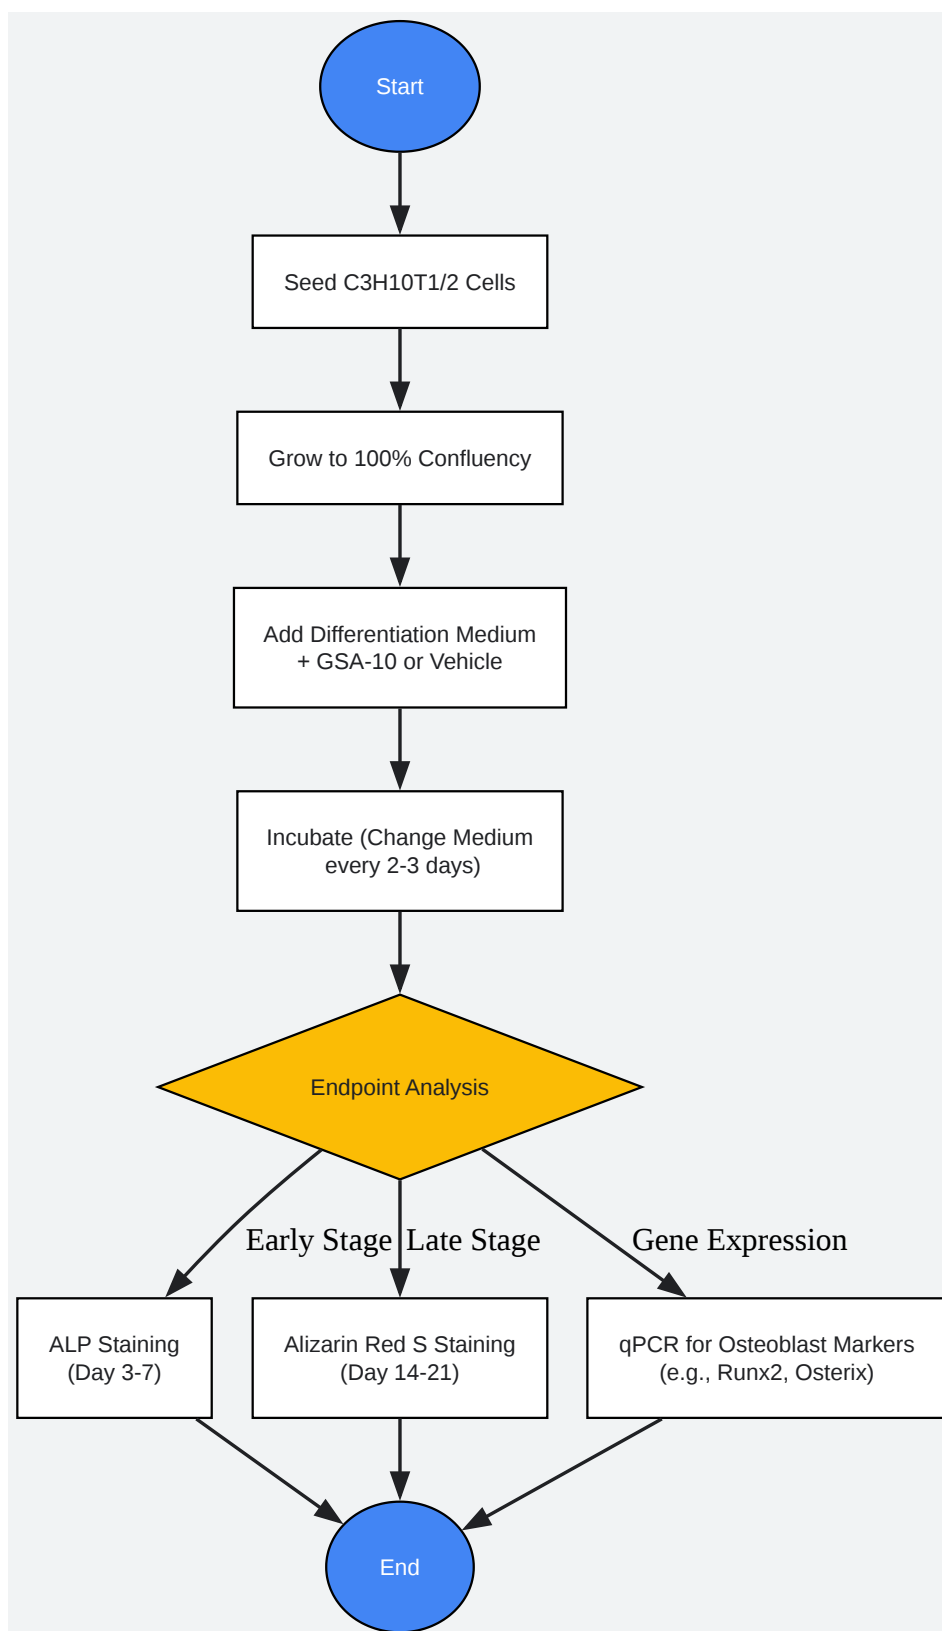 Start
Seed C3H10T1/2 Cells
Grow to 100% Confluency
Add Differentiation Medium
+ GSA-10 or Vehicle
Incubate (Change Medium
every 2-3 days)
Endpoint Analysis
Early Stage
Late Stage
Gene Expression
ALP Staining
(Day 3-7)
Alizarin Red S Staining
(Day 14-21)
qPCR for Osteoblast Markers
(e.g., Runx2, Osterix)
End